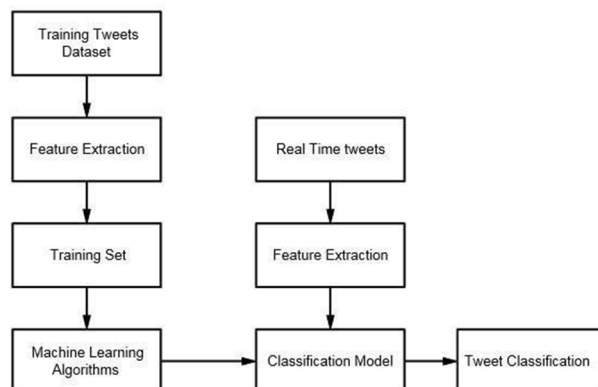 Training Tweets
Dataset
Feature Extraction
Real Time tweets
Training Set
Feature Extraction
Machine Learning
Algorithms
Classification Model
Tweet Classification